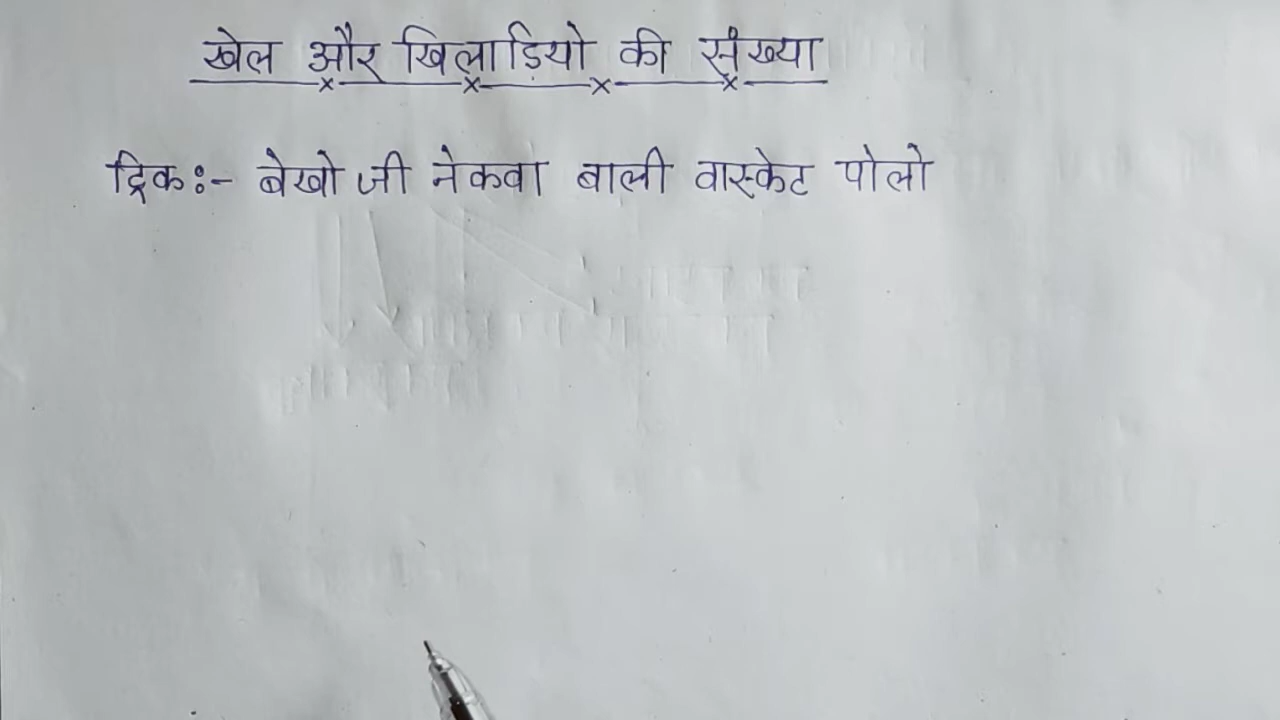 खेल और खिलाड़ियो की संख्या
ट्रिक:- बेखो जी नेकवा बाली वास्केट पोलो